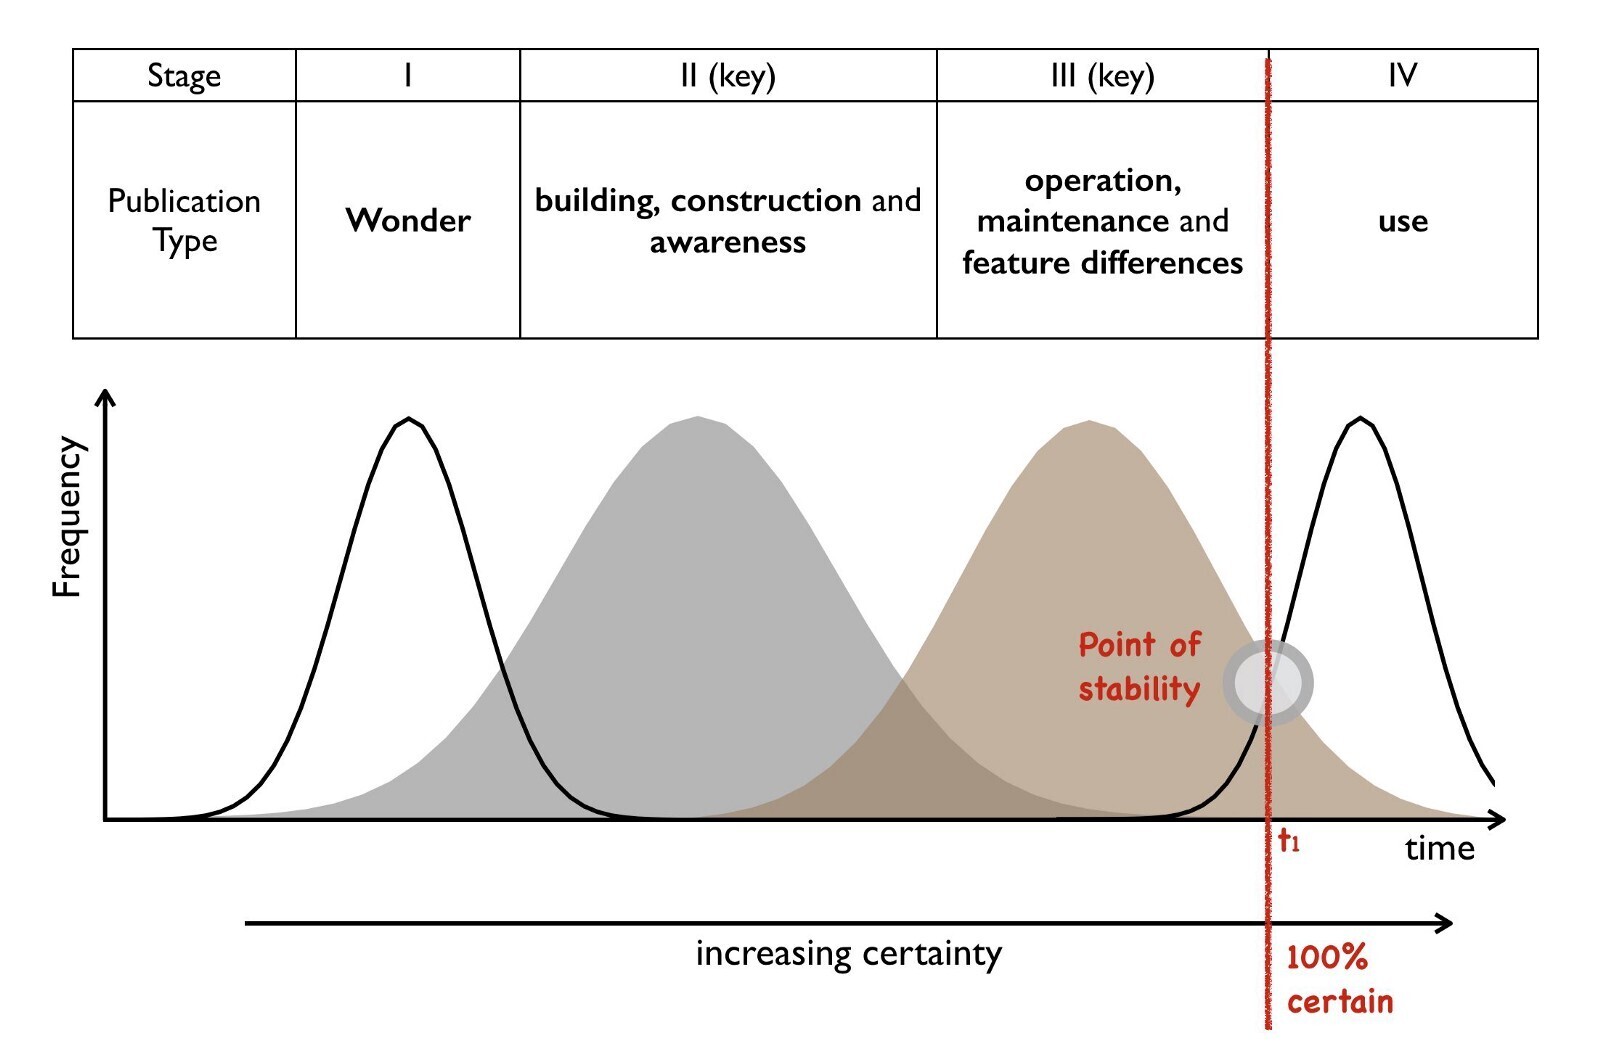 Stage
I
II (key)
III (key)
IV
Publication
Type
Wonder
building, construction and
awareness
operation,
maintenance and
feature differences
use
Frequency
Point of
stability
t1
time
increasing certainty
100%
certain